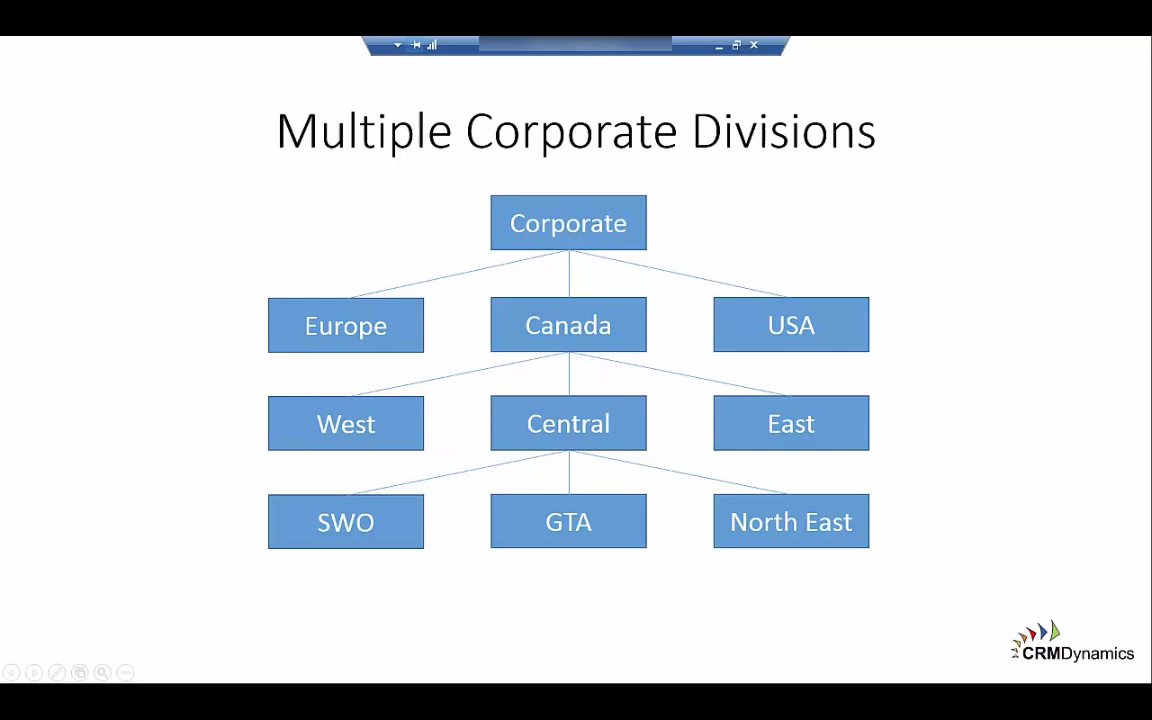 Multiple Corporate Divisions
Corporate
Europe
Canada
USA
West
Central
East
SWO
GTA
North East
CRMDynamics